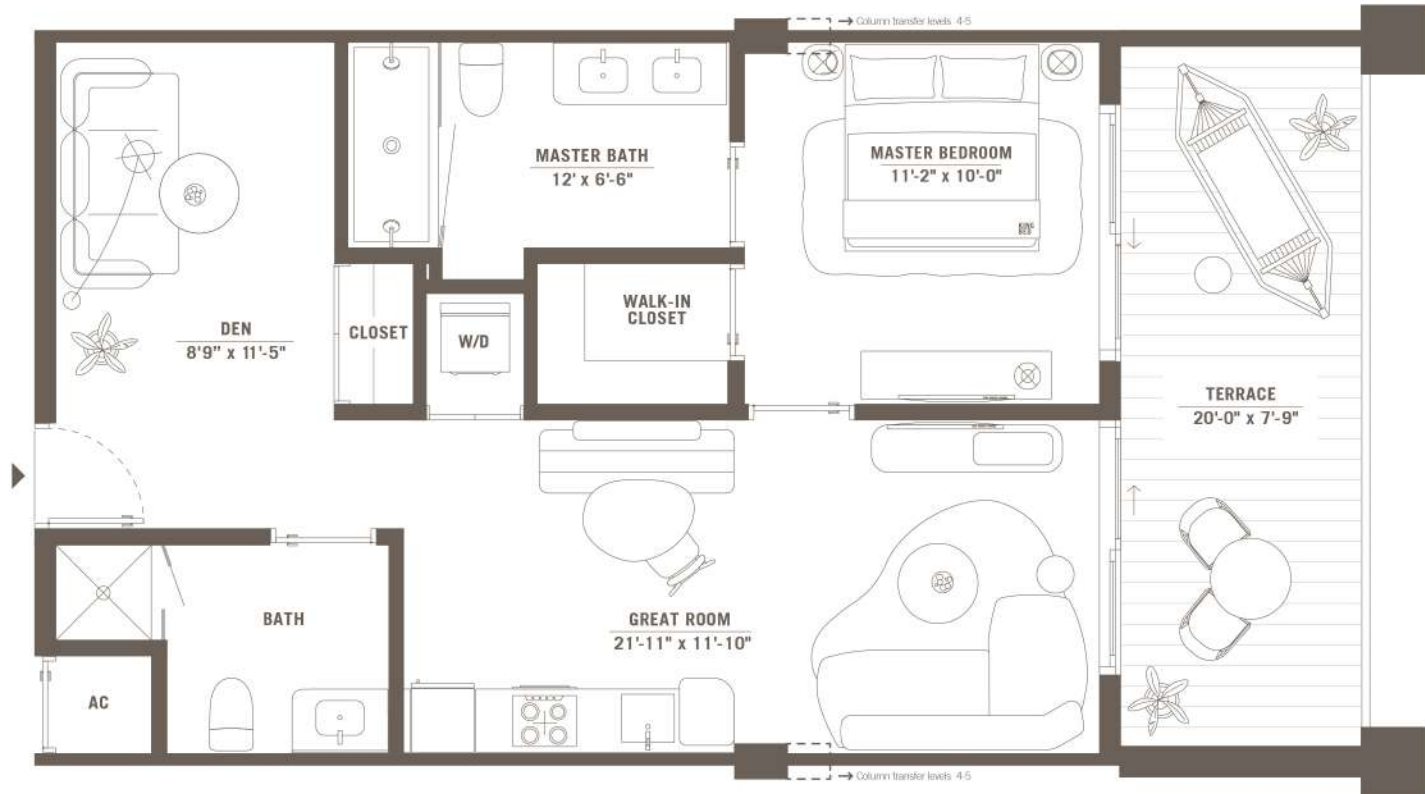 Column transfer levels 4-5
MASTER BATH
12' x 6'-6"
MASTER BEDROOM
11'-2" x 10'-0"
KING
BED
WALK-IN
CLOSET
DEN
8'9" x 11'-5"
CLOSET
W/D
TERRACE
20'-0" x 7'-9"
BATH
GREAT ROOM
21'-11" x 11'-10"
AC
Column transfer levels 4-5